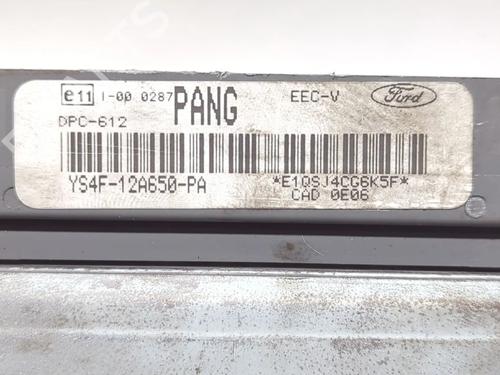 e11 I-00 0287 PANG EEC-V Ford
DPC-612
YS4F-12A650-PA *E1QSJ4CG6K5F*
CAD 0E06